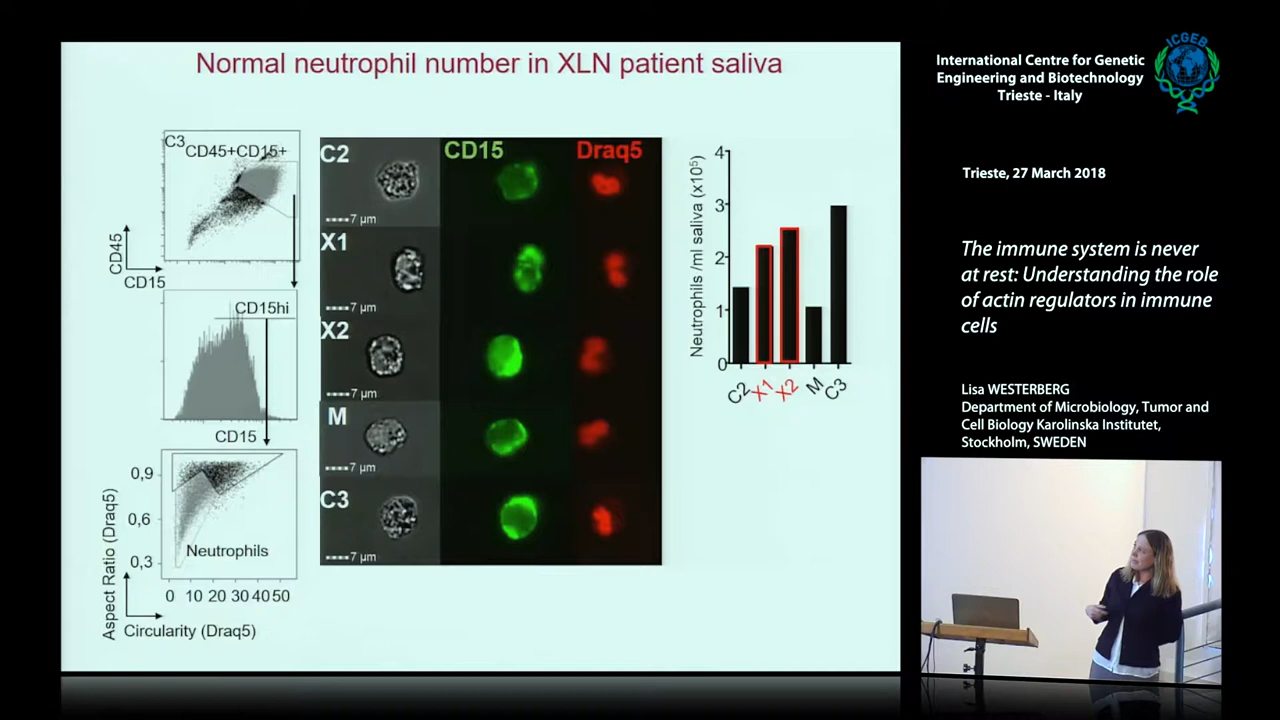 Normal neutrophil number in XLN patient saliva
C3
CD45+CD15+
CD45
CD15
CD15hi
CD15
0,9
0,6
0,3
Neutrophils
0 10 20 30 40 50
Aspect Ratio (Draq5)
Circularity (Draq5)
C2 CD15 Draq5
7 µm
X1
7 µm
X2
7 µm
M
7 µm
C3
7 µm
Neutrophils /ml saliva (x10⁵)
4
3
2
1
0
C2 X1 X2 M C3
ICGEB
International Centre for Genetic
Engineering and Biotechnology
Trieste - Italy
Trieste, 27 March 2018
The immune system is never
at rest: Understanding the role
of actin regulators in immune
cells
Lisa WESTERBERG
Department of Microbiology, Tumor and
Cell Biology Karolinska Institutet,
Stockholm, SWEDEN